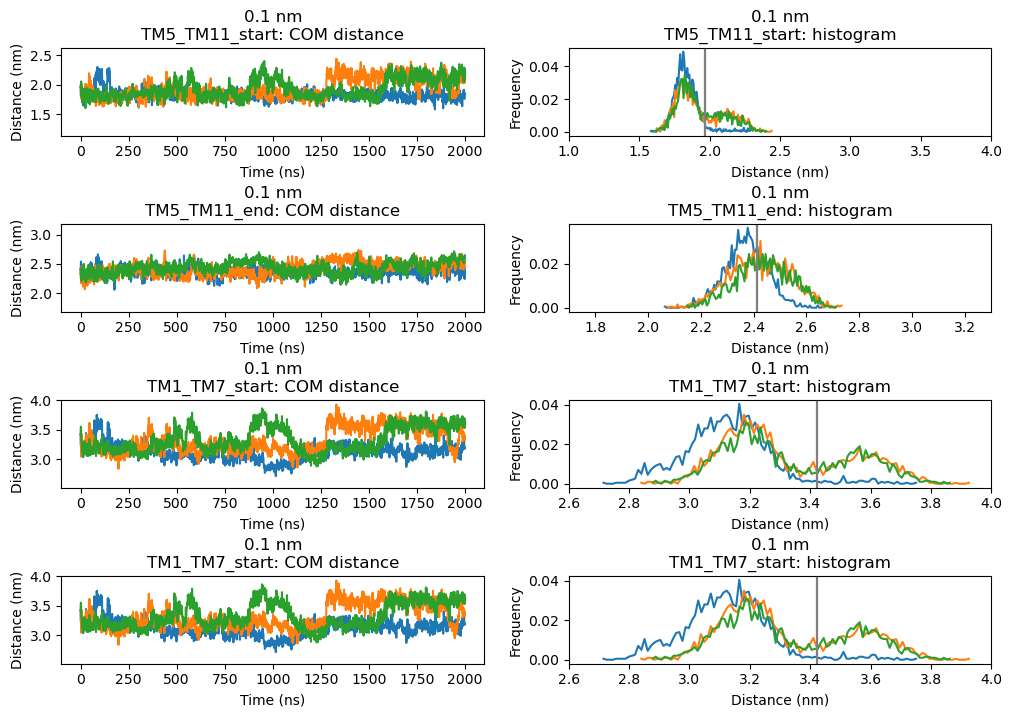 0.1 nm
TM5_TM11_start: COM distance
Distance (nm)
2.5
2.0
1.5
0 250 500 750 1000 1250 1500 1750 2000
Time (ns)
0.1 nm
TM5_TM11_start: histogram
Frequency
0.04
0.02
0.00
1.0 1.5 2.0 2.5 3.0 3.5 4.0
Distance (nm)
0.1 nm
TM5_TM11_end: COM distance
Distance (nm)
3.0
2.5
2.0
0 250 500 750 1000 1250 1500 1750 2000
Time (ns)
0.1 nm
TM5_TM11_end: histogram
Frequency
0.02
0.00
1.8 2.0 2.2 2.4 2.6 2.8 3.0 3.2
Distance (nm)
0.1 nm
TM1_TM7_start: COM distance
Distance (nm)
4.0
3.5
3.0
0 250 500 750 1000 1250 1500 1750 2000
Time (ns)
0.1 nm
TM1_TM7_start: histogram
Frequency
0.04
0.02
0.00
2.6 2.8 3.0 3.2 3.4 3.6 3.8 4.0
Distance (nm)
0.1 nm
TM1_TM7_start: COM distance
Distance (nm)
4.0
3.5
3.0
0 250 500 750 1000 1250 1500 1750 2000
Time (ns)
0.1 nm
TM1_TM7_start: histogram
Frequency
0.04
0.02
0.00
2.6 2.8 3.0 3.2 3.4 3.6 3.8 4.0
Distance (nm)